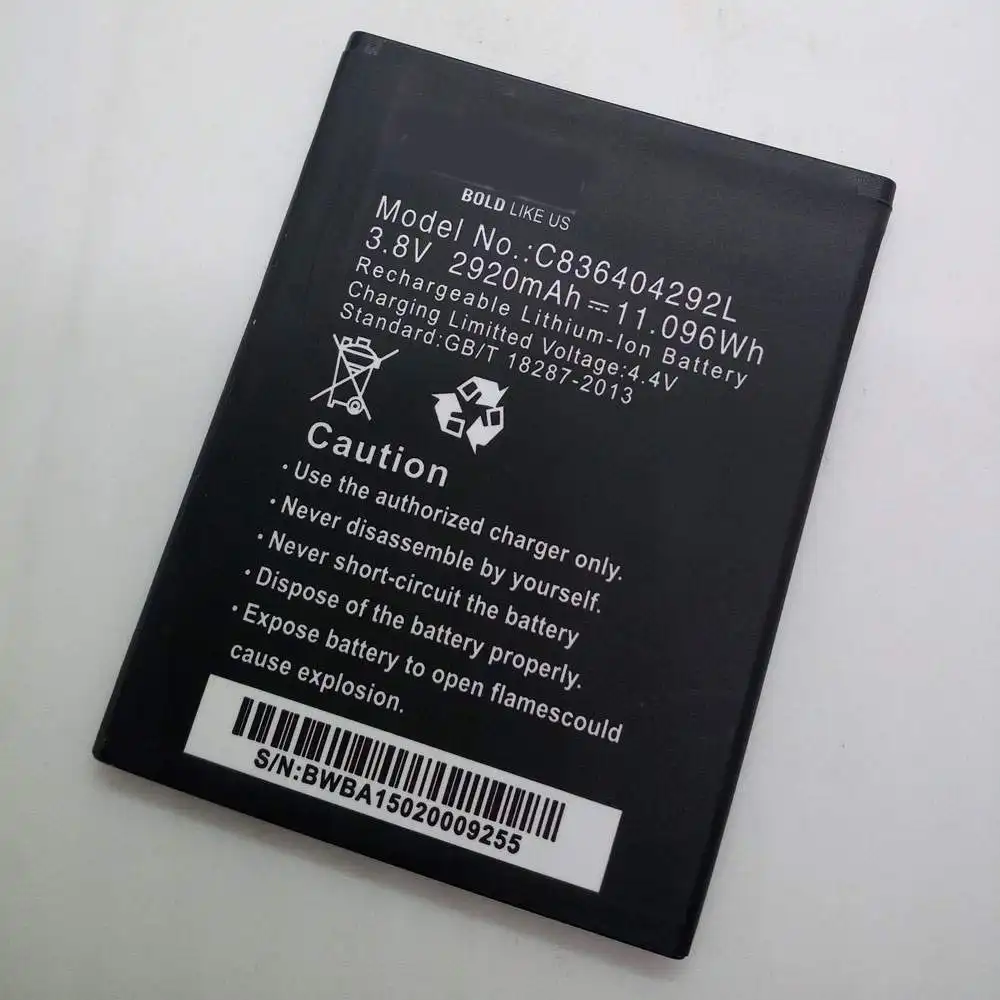 BOLD LIKE US
Model No.:C836404292L
3.8V 2920mAh⎓11.096Wh
Rechargeable Lithium-Ion Battery
Charging Limitted Voltage:4.4V
Standard:GB/T 18287-2013
Caution
· Use the authorized charger only.
· Never disassemble by yourself.
· Never short-circuit the battery
· Dispose of the battery properly.
· Expose battery to open flamescould
cause explosion.
S/N:BWBA15020009255